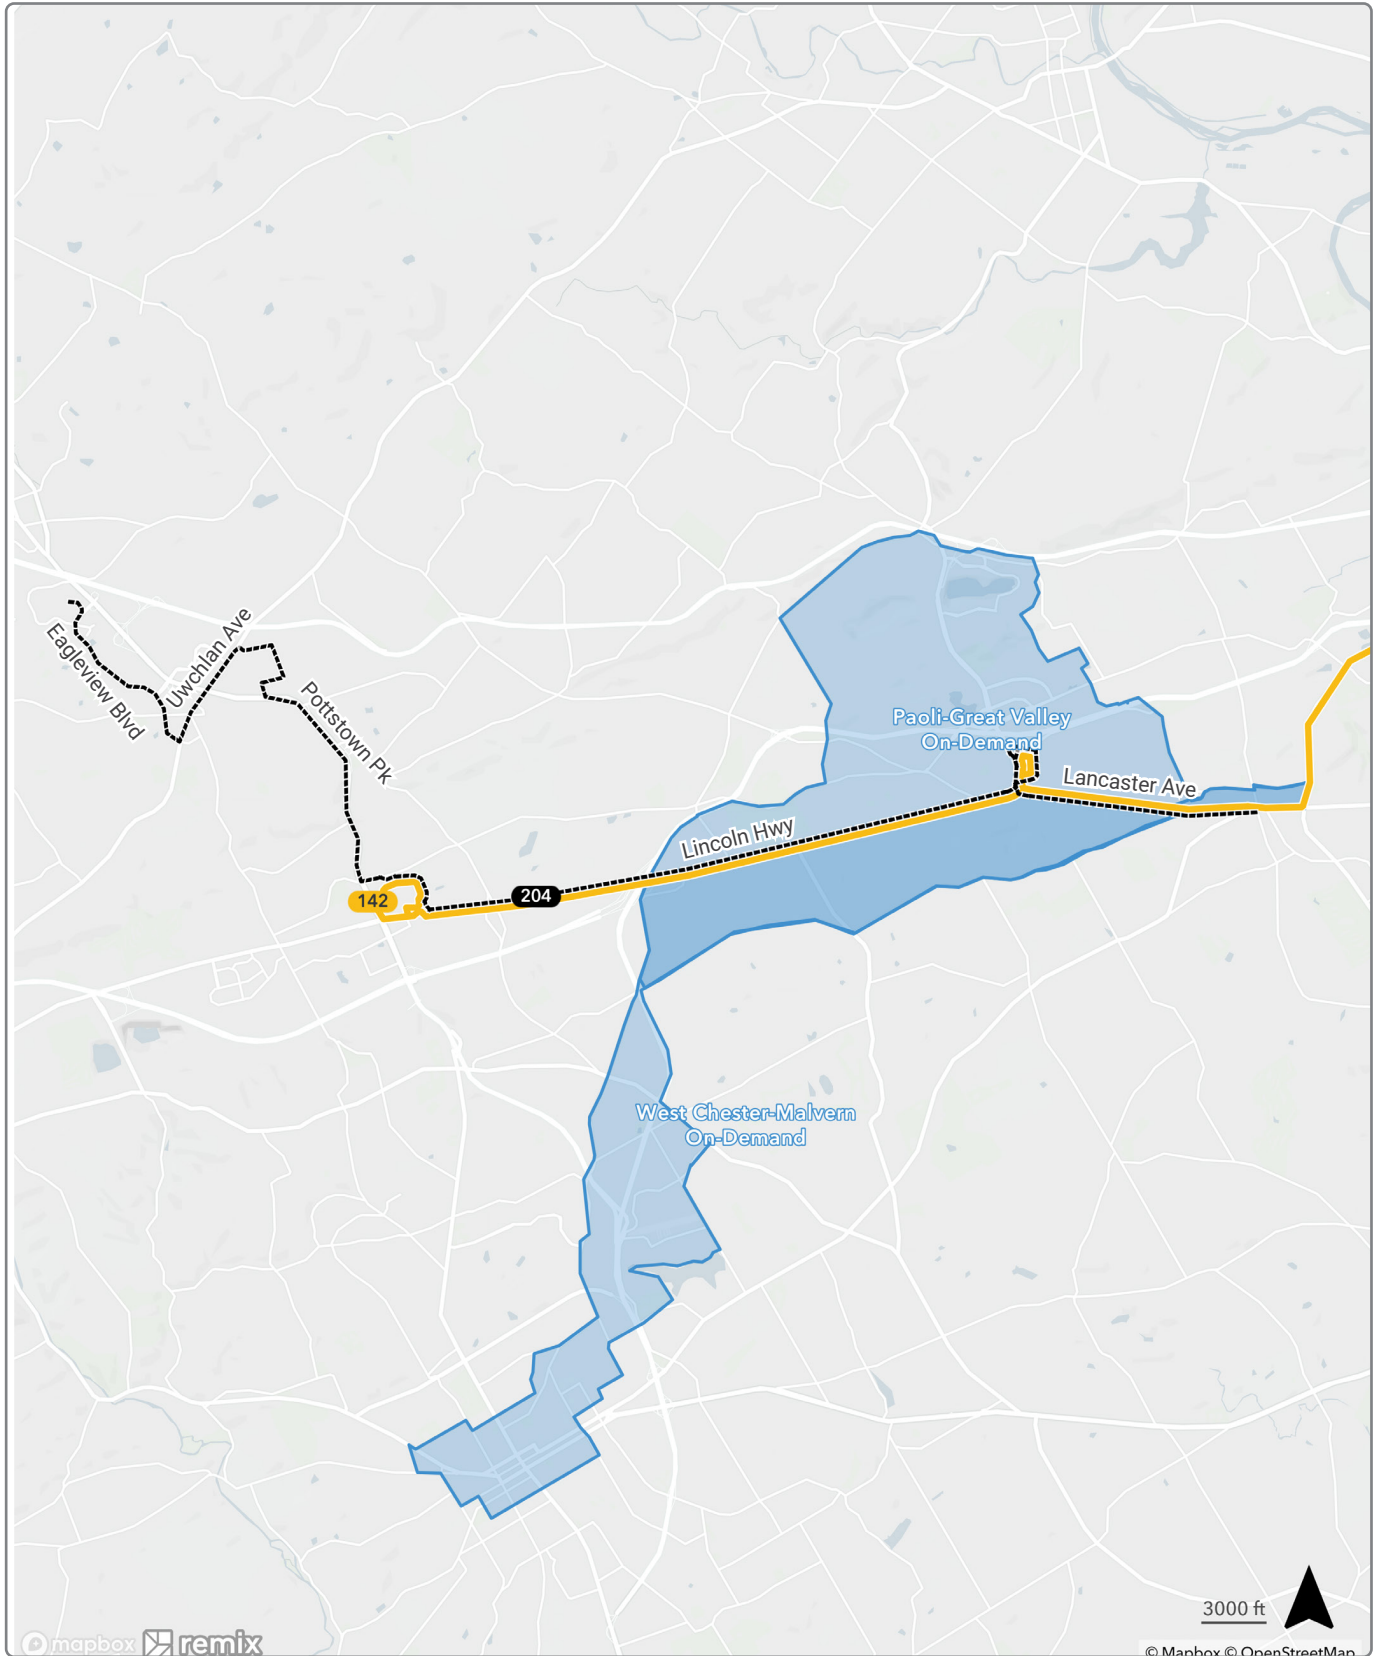 Eagleview Blvd
Uwchlan Ave
Pottstown Pk
Paoli-Great Valley
On-Demand
Lancaster Ave
Lincoln Hwy
142
204
West Chester-Malvern
On-Demand
3000 ft
mapbox
remix
© Mapbox © OpenStreetMap